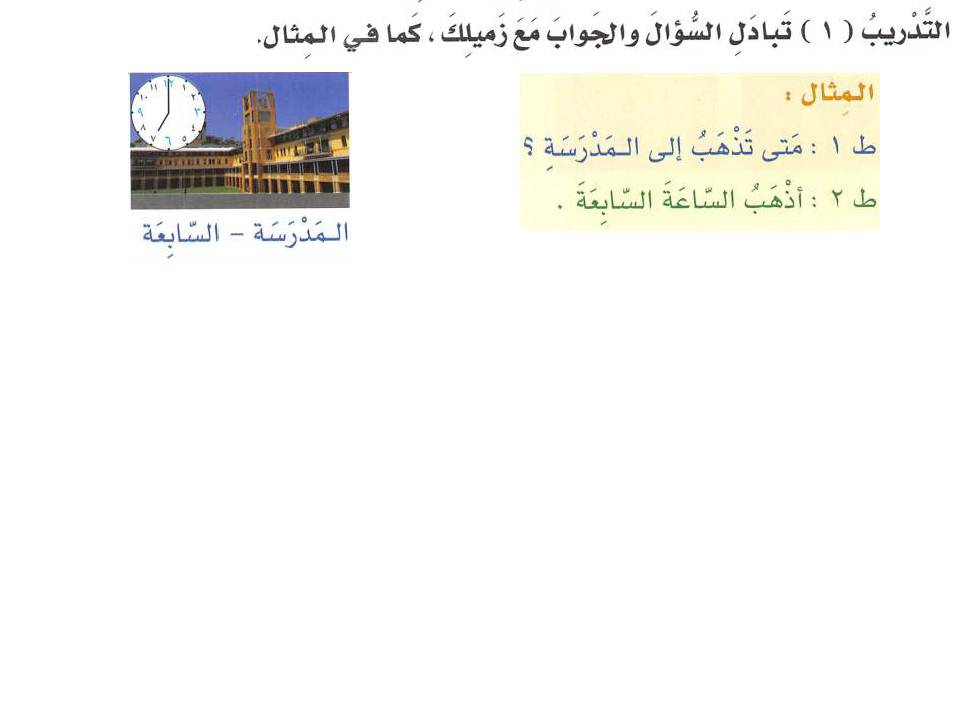 التَّدْريبُ ( ١ ) تَبادَلِ السُّؤالَ والجَوابَ مَعَ زَميلِكَ ، كَما في المِثال.
المِثال :
ط ١ : مَتى تَذْهَبُ إلى المَدْرَسَةِ ؟
ط ٢ : أذْهَبُ السّاعَةَ السّابِعَةَ .
١٢ ١ ٢ ٣ ٤ ٥ ٦ ٧ ٨ ٩ ١٠ ١١
المَدْرَسَة – السّابِعَة